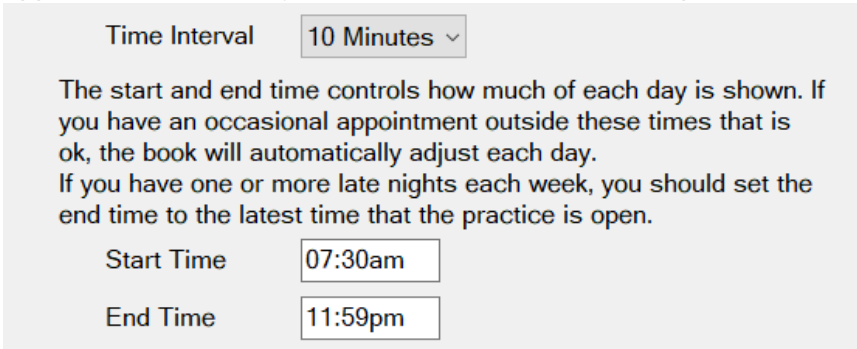 Time Interval 10 Minutes
The start and end time controls how much of each day is shown. If
you have an occasional appointment outside these times that is
ok, the book will automatically adjust each day.
If you have one or more late nights each week, you should set the
end time to the latest time that the practice is open.
Start Time 07:30am
End Time 11:59pm